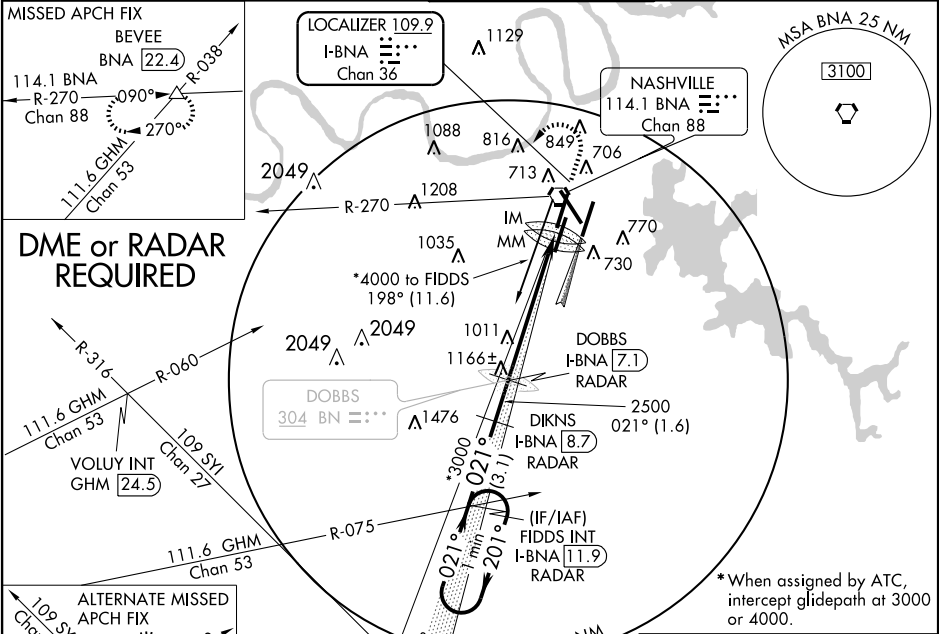 MISSED APCH FIX
BEVEE
BNA 22.4
R-038
114.1 BNA
R-270
090°
Chan 88
270°
111.6 GHM
Chan 53
LOCALIZER 109.9
I-BNA
Chan 36
1129
NASHVILLE
114.1 BNA
Chan 88
MSA BNA 25 NM
3100
1088
816
849
706
713
2049
1208
R-270
IM
MM
770
730
1035
DME or RADAR
REQUIRED
*4000 to FIDDS
198° (11.6)
2049
2049
1011
1166±
DOBBS
I-BNA 7.1
RADAR
R-316
R-060
DOBBS
304 BN
1476
2500
021° (1.6)
DIKNS
I-BNA 8.7
RADAR
111.6 GHM
Chan 53
VOLUY INT
GHM 24.5
109 SYI
Chan 27
*3000
021°
(3.1)
R-075
111.6 GHM
Chan 53
(IF/IAF)
FIDDS INT
I-BNA 11.9
RADAR
021°
1 min
201°
*When assigned by ATC,
intercept glidepath at 3000
or 4000.
ALTERNATE MISSED
APCH FIX
109
NM